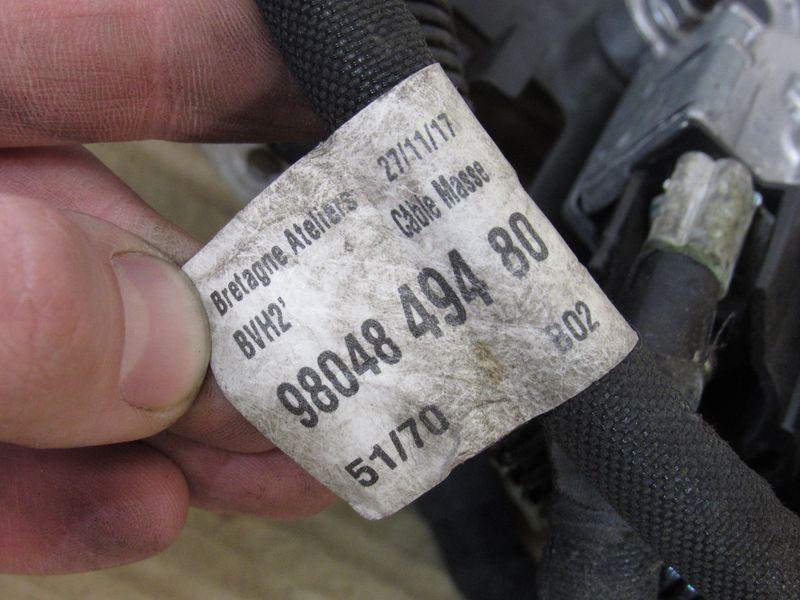 Bretagne Ateliers 27/11/17
BVH2' Câble Masse
98048 494 80
51/70 B02